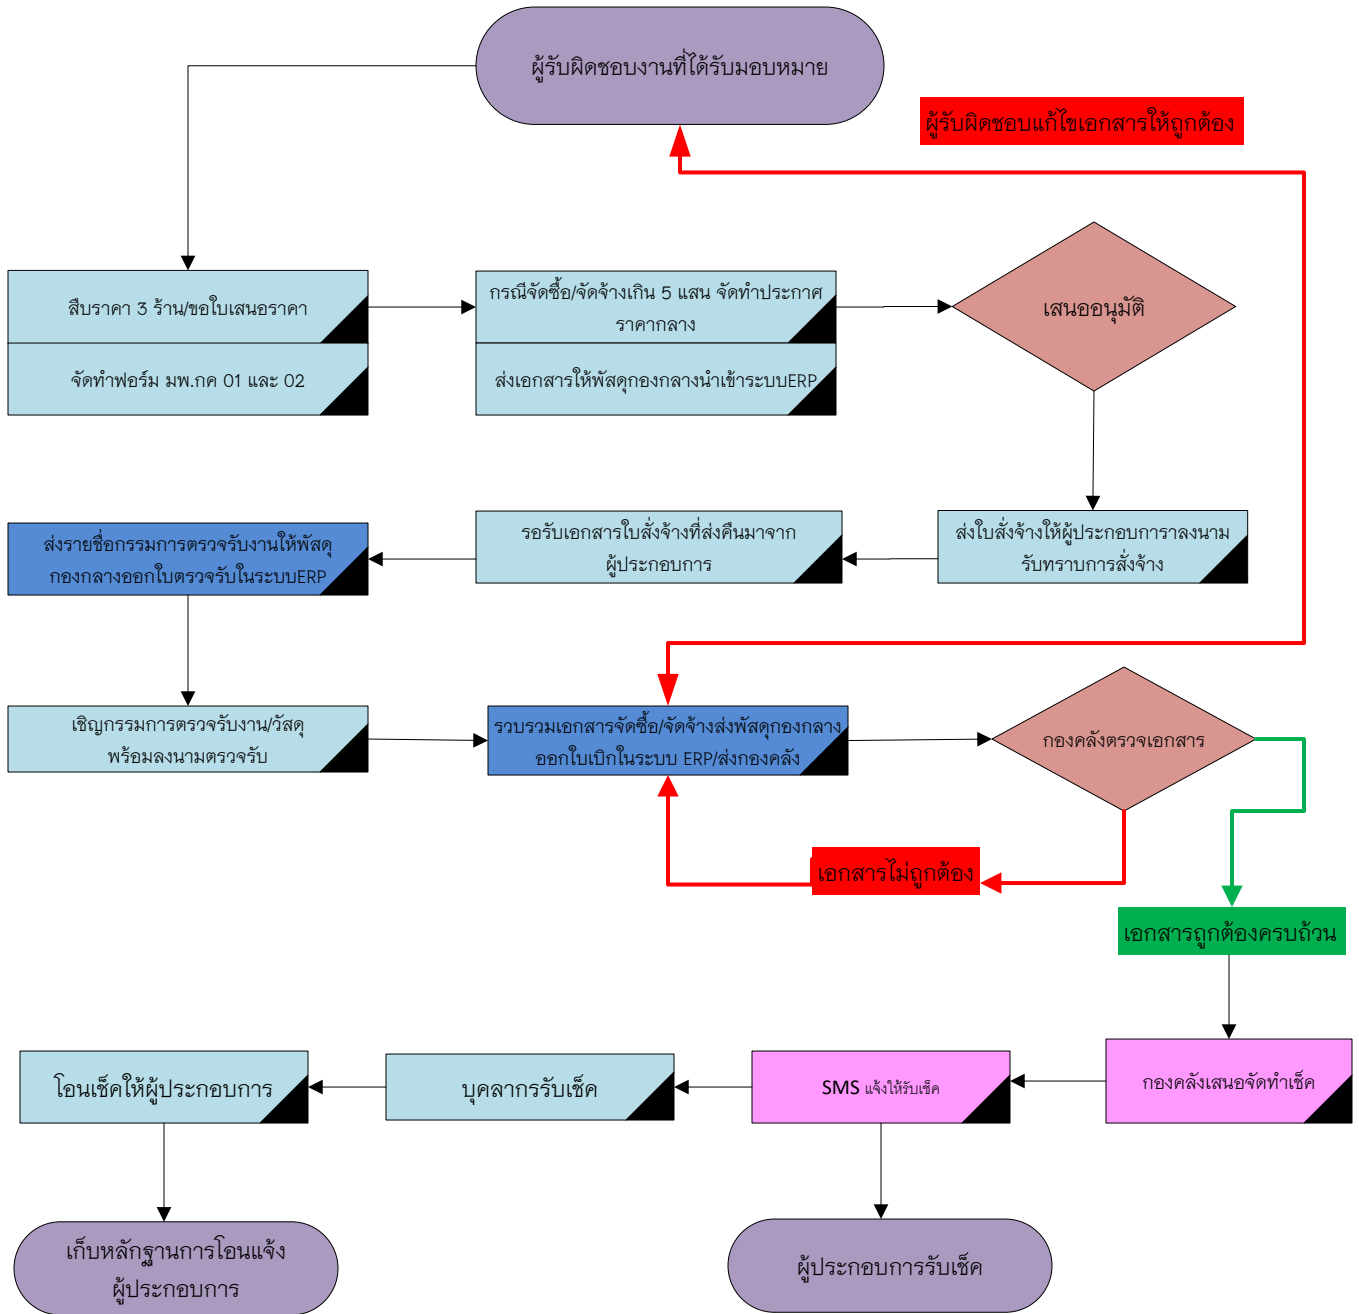 ผู้รับผิดชอบงานที่ได้รับมอบหมาย
ผู้รับผิดชอบแก้ไขเอกสารให้ถูกต้อง
สืบราคา 3 ร้าน/ขอใบเสนอราคา
จัดทำฟอร์ม มพ.กค 01 และ 02
กรณีจัดซื้อ/จัดจ้างเกิน 5 แสน จัดทำประกาศ
ราคากลาง
ส่งเอกสารให้พัสดุกองกลางนำเข้าระบบERP
เสนออนุมัติ
ส่งใบสั่งจ้างให้ผู้ประกอบการาลงนาม
รับทราบการสั่งจ้าง
รอรับเอกสารใบสั่งจ้างที่ส่งคืนมาจาก
ผู้ประกอบการ
ส่งรายชื่อกรรมการตรวจรับงานให้พัสดุ
กองกลางออกใบตรวจรับในระบบERP
เชิญกรรมการตรวจรับงาน/วัสดุ
พร้อมลงนามตรวจรับ
รวบรวมเอกสารจัดซื้อ/จัดจ้างส่งพัสดุกองกลาง
ออกใบเบิกในระบบ ERP/ส่งกองคลัง
กองคลังตรวจเอกสาร
เอกสารไม่ถูกต้อง
เอกสารถูกต้องครบถ้วน
กองคลังเสนอจัดทำเช็ค
SMS แจ้งให้รับเช็ค
บุคลากรรับเช็ค
โอนเช็คให้ผู้ประกอบการ
เก็บหลักฐานการโอนแจ้ง
ผู้ประกอบการ
ผู้ประกอบการรับเช็ค